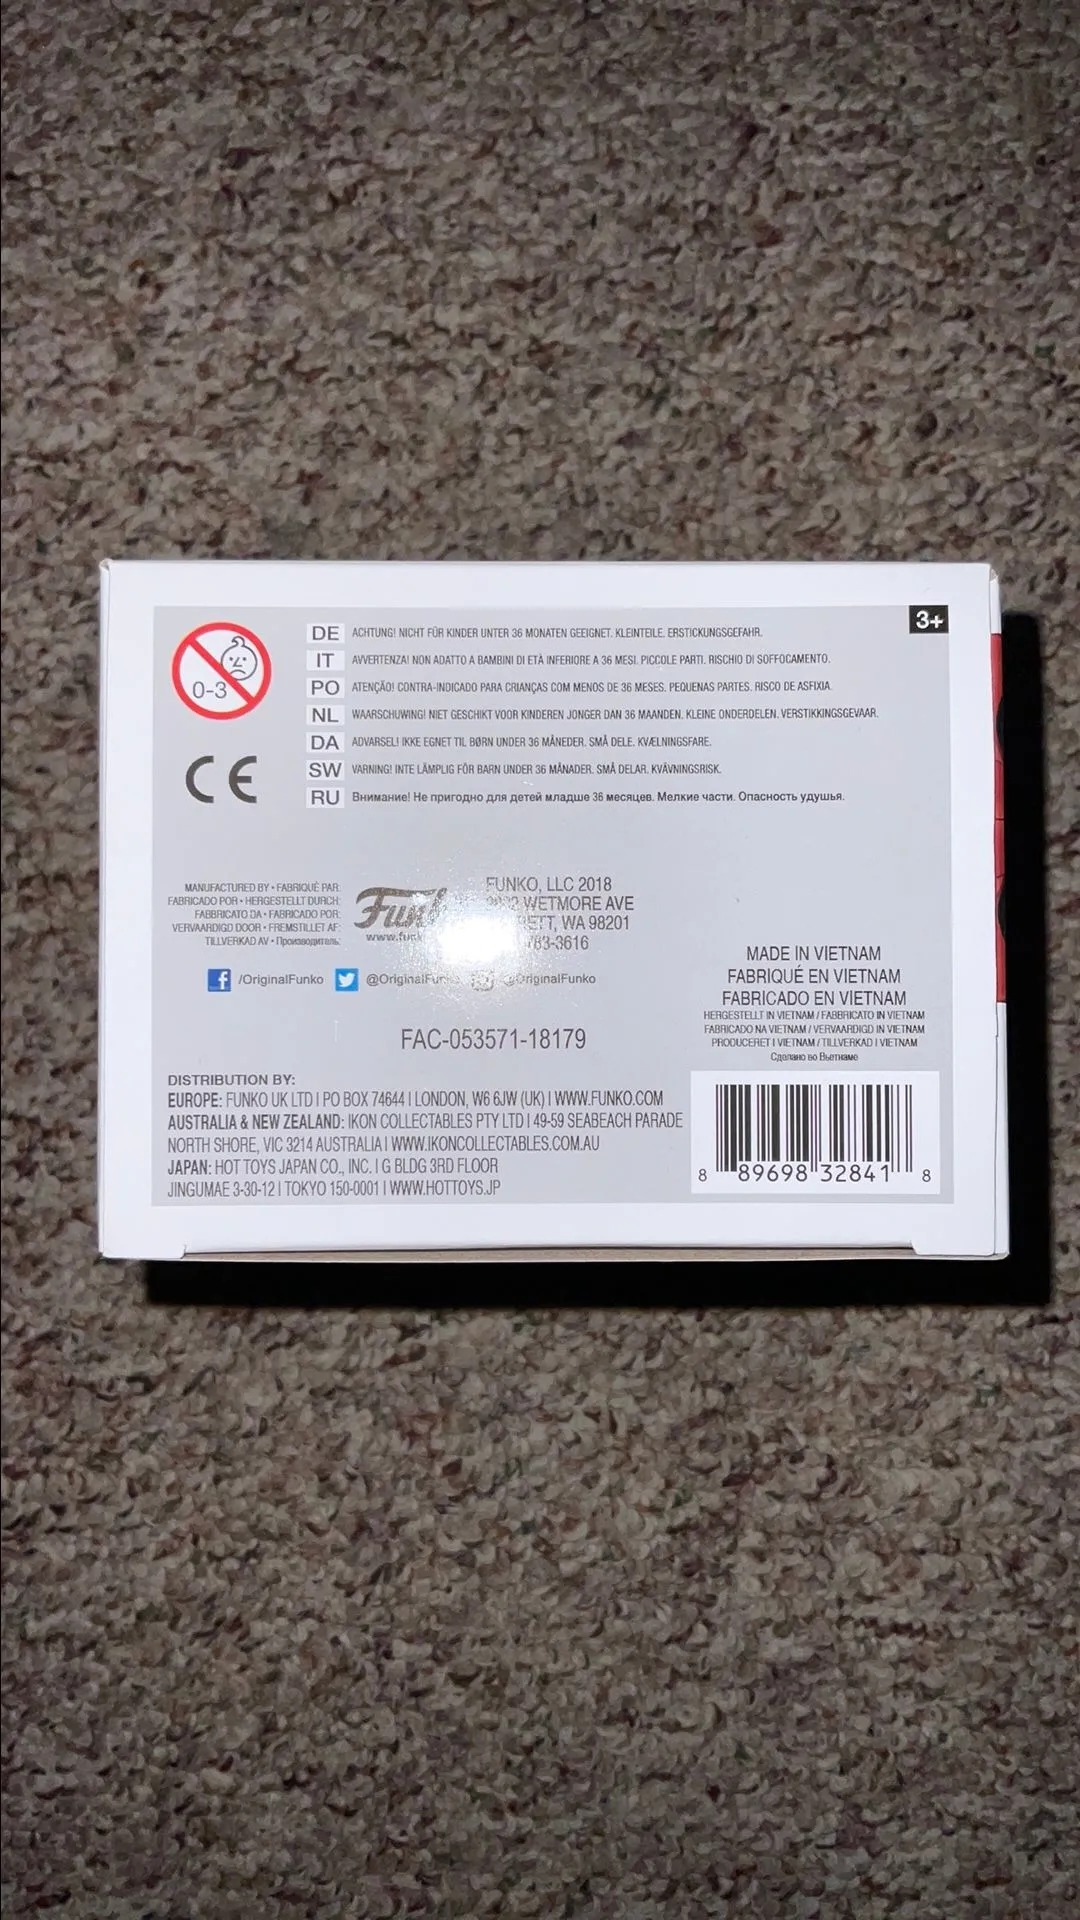 3+
0-3
DE ACHTUNG! NICHT FÜR KINDER UNTER 36 MONATEN GEEIGNET. KLEINTEILE. ERSTICKUNGSGEFAHR.
IT AVVERTENZA! NON ADATTO A BAMBINI DI ETÀ INFERIORE A 36 MESI. PICCOLE PARTI. RISCHIO DI SOFFOCAMENTO.
PO ATENÇÃO! CONTRA-INDICADO PARA CRIANÇAS COM MENOS DE 36 MESES. PEQUENAS PARTES. RISCO DE ASFIXIA.
NL WAARSCHUWING! NIET GESCHIKT VOOR KINDEREN JONGER DAN 36 MAANDEN. KLEINE ONDERDELEN. VERSTIKKINGSGEVAAR.
DA ADVARSEL! IKKE EGNET TIL BØRN UNDER 36 MÅNEDER. SMÅ DELE. KVÆLNINGSFARE.
SW VARNING! INTE LÄMPLIG FÖR BARN UNDER 36 MÅNADER. SMÅ DELAR. KVÄVNINGSRISK.
RU Внимание! Не пригодно для детей младше 36 месяцев. Мелкие части. Опасность удушья.
CE
MANUFACTURED BY • FABRIQUÉ PAR:
FABRICADO POR • HERGESTELLT DURCH:
FABBRICATO DA • FABRICADO POR:
VERVAARDIGD DOOR • FREMSTILLET AF:
TILLVERKAD AV • Производитель:
FUNKO, LLC 2018
WETMORE AVE
WA 98201
783-3616
/OriginalFunko @OriginalFunko @OriginalFunko
FAC-053571-18179
MADE IN VIETNAM
FABRIQUÉ EN VIETNAM
FABRICADO EN VIETNAM
HERGESTELLT IN VIETNAM / FABBRICATO IN VIETNAM
FABRICADO NA VIETNAM / VERVAARDIGD IN VIETNAM
PRODUCERET I VIETNAM / TILLVERKAD I VIETNAM
Сделано во Вьетнаме
DISTRIBUTION BY:
EUROPE: FUNKO UK LTD | PO BOX 74644 | LONDON, W6 6JW (UK) | WWW.FUNKO.COM
AUSTRALIA & NEW ZEALAND: IKON COLLECTABLES PTY LTD | 49-59 SEABEACH PARADE
NORTH SHORE, VIC 3214 AUSTRALIA | WWW.IKONCOLLECTABLES.COM.AU
JAPAN: HOT TOYS JAPAN CO., INC. | G BLDG 3RD FLOOR
JINGUMAE 3-30-12 | TOKYO 150-0001 | WWW.HOTTOYS.JP
8 89698 32841 8